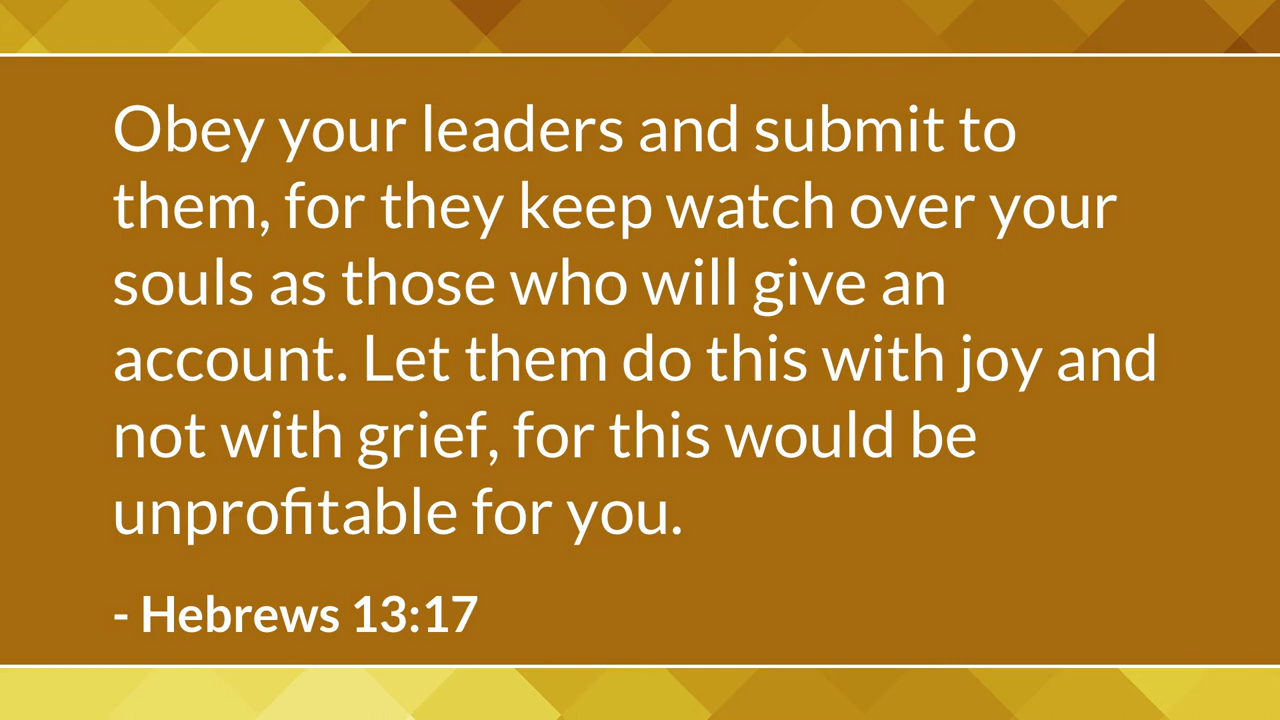 Obey your leaders and submit to
them, for they keep watch over your
souls as those who will give an
account. Let them do this with joy and
not with grief, for this would be
unprofitable for you.
- Hebrews 13:17